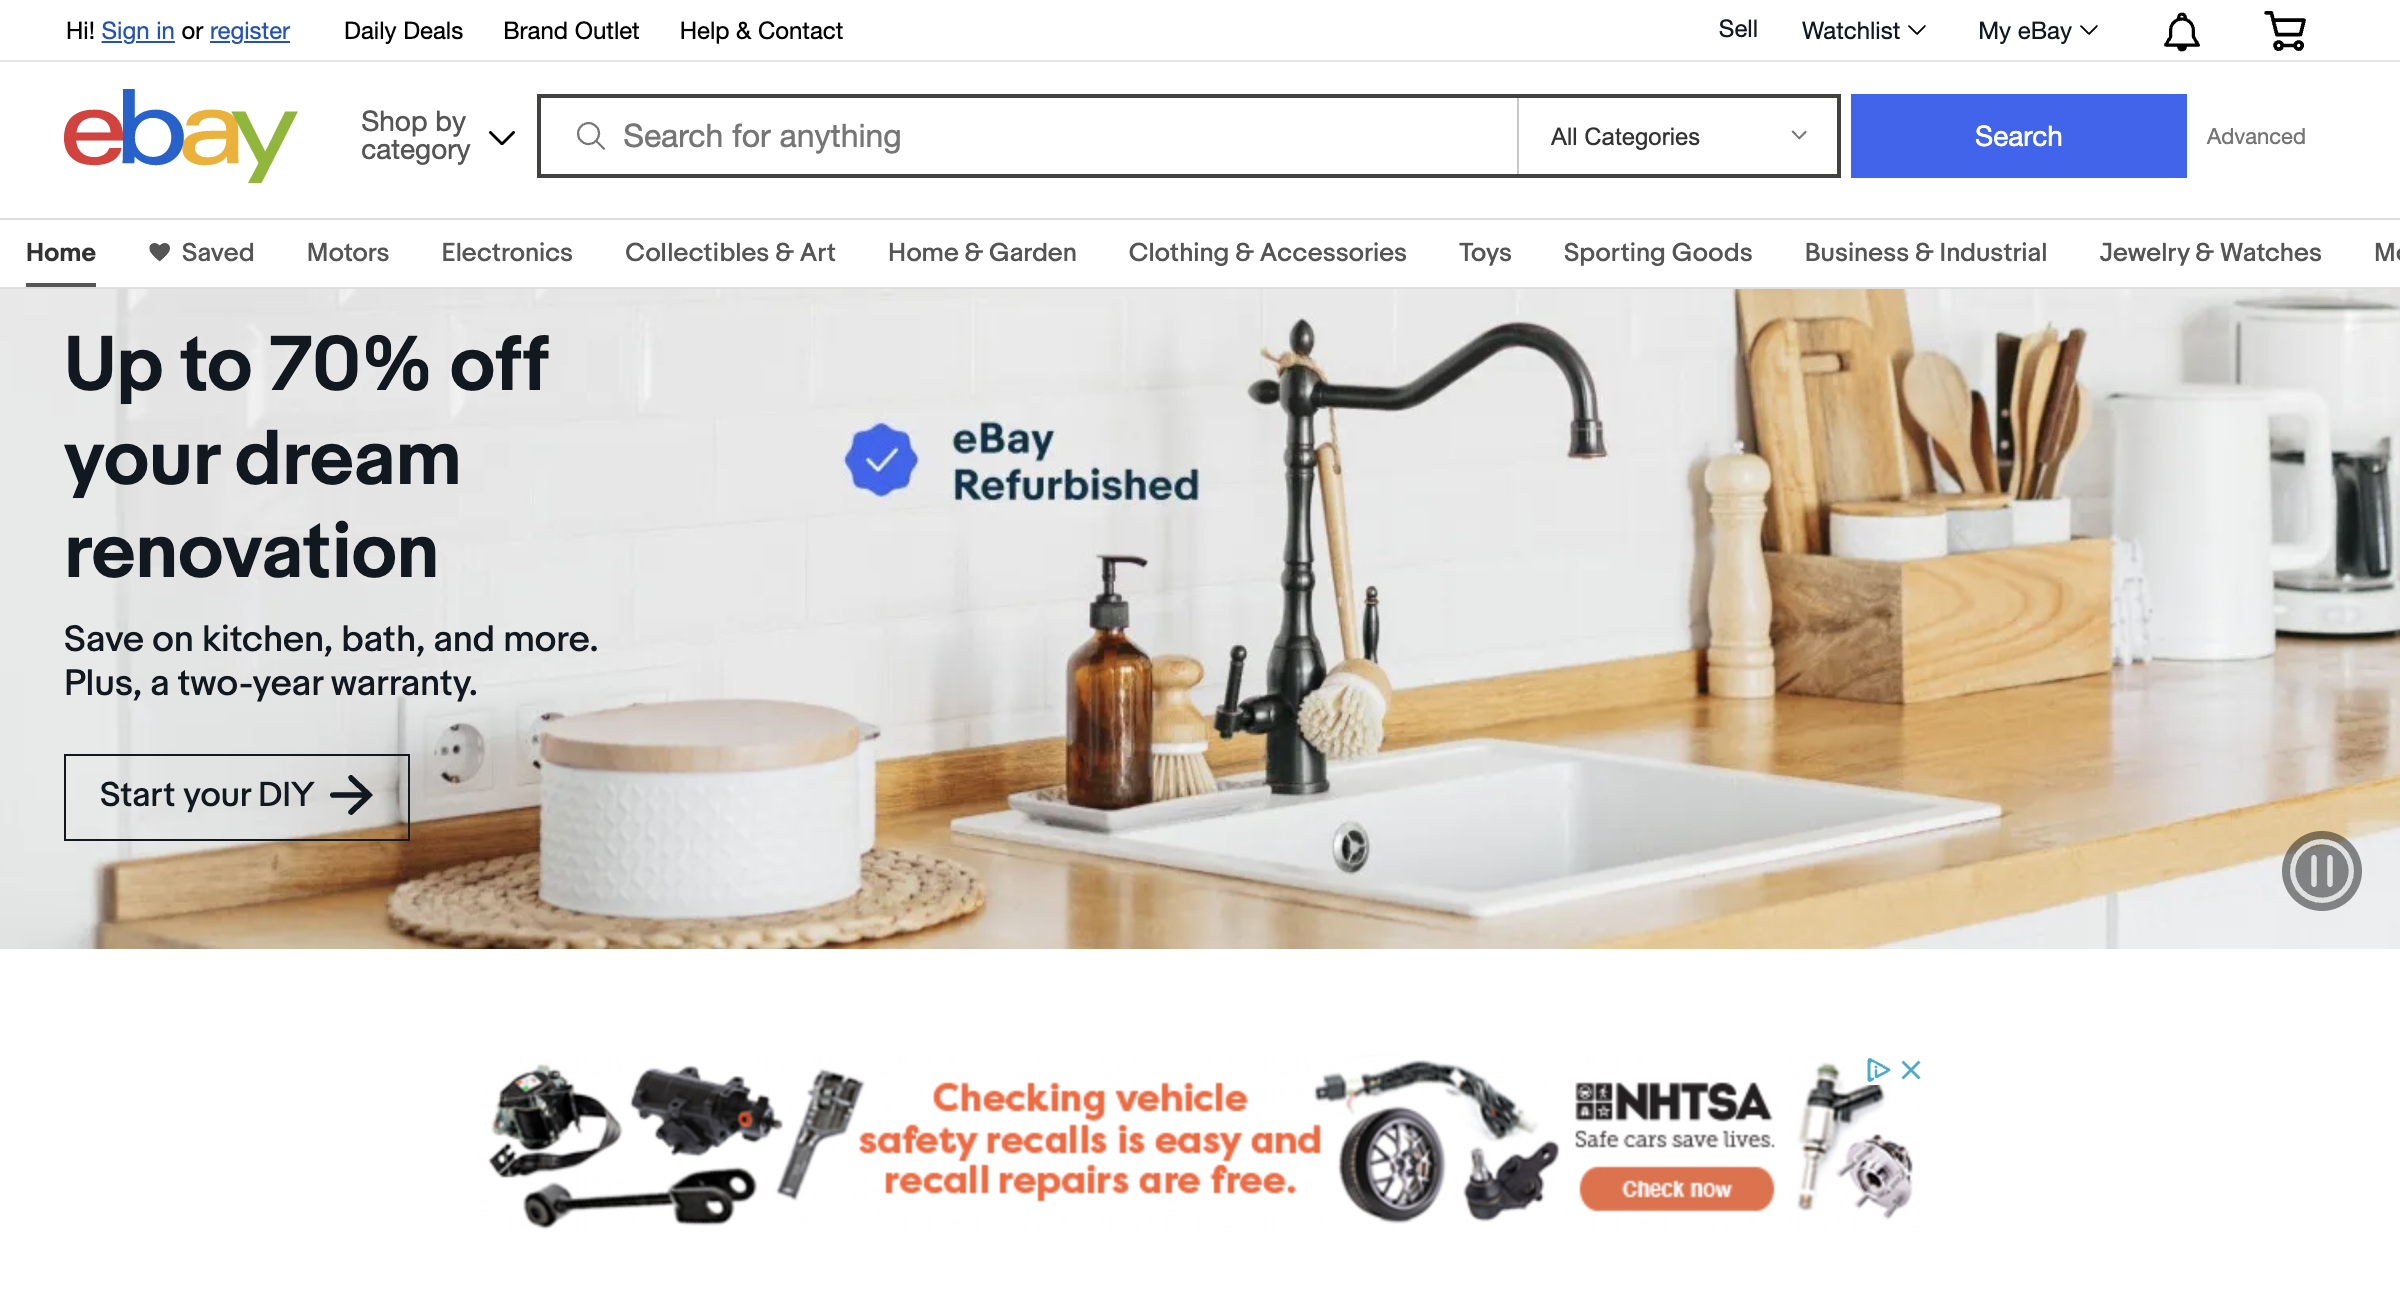 Hi! Sign in or register
Daily Deals
Brand Outlet
Help & Contact
Sell
Watchlist
My eBay
ebay
Shop by
category
Search for anything
All Categories
Search
Advanced
Home
Saved
Motors
Electronics
Collectibles & Art
Home & Garden
Clothing & Accessories
Toys
Sporting Goods
Business & Industrial
Jewelry & Watches
Up to 70% off
your dream
renovation
Save on kitchen, bath, and more.
Plus, a two-year warranty.
Start your DIY
eBay
Refurbished
Checking vehicle
safety recalls is easy and
recall repairs are free.
NHTSA
Safe cars save lives.
Check now